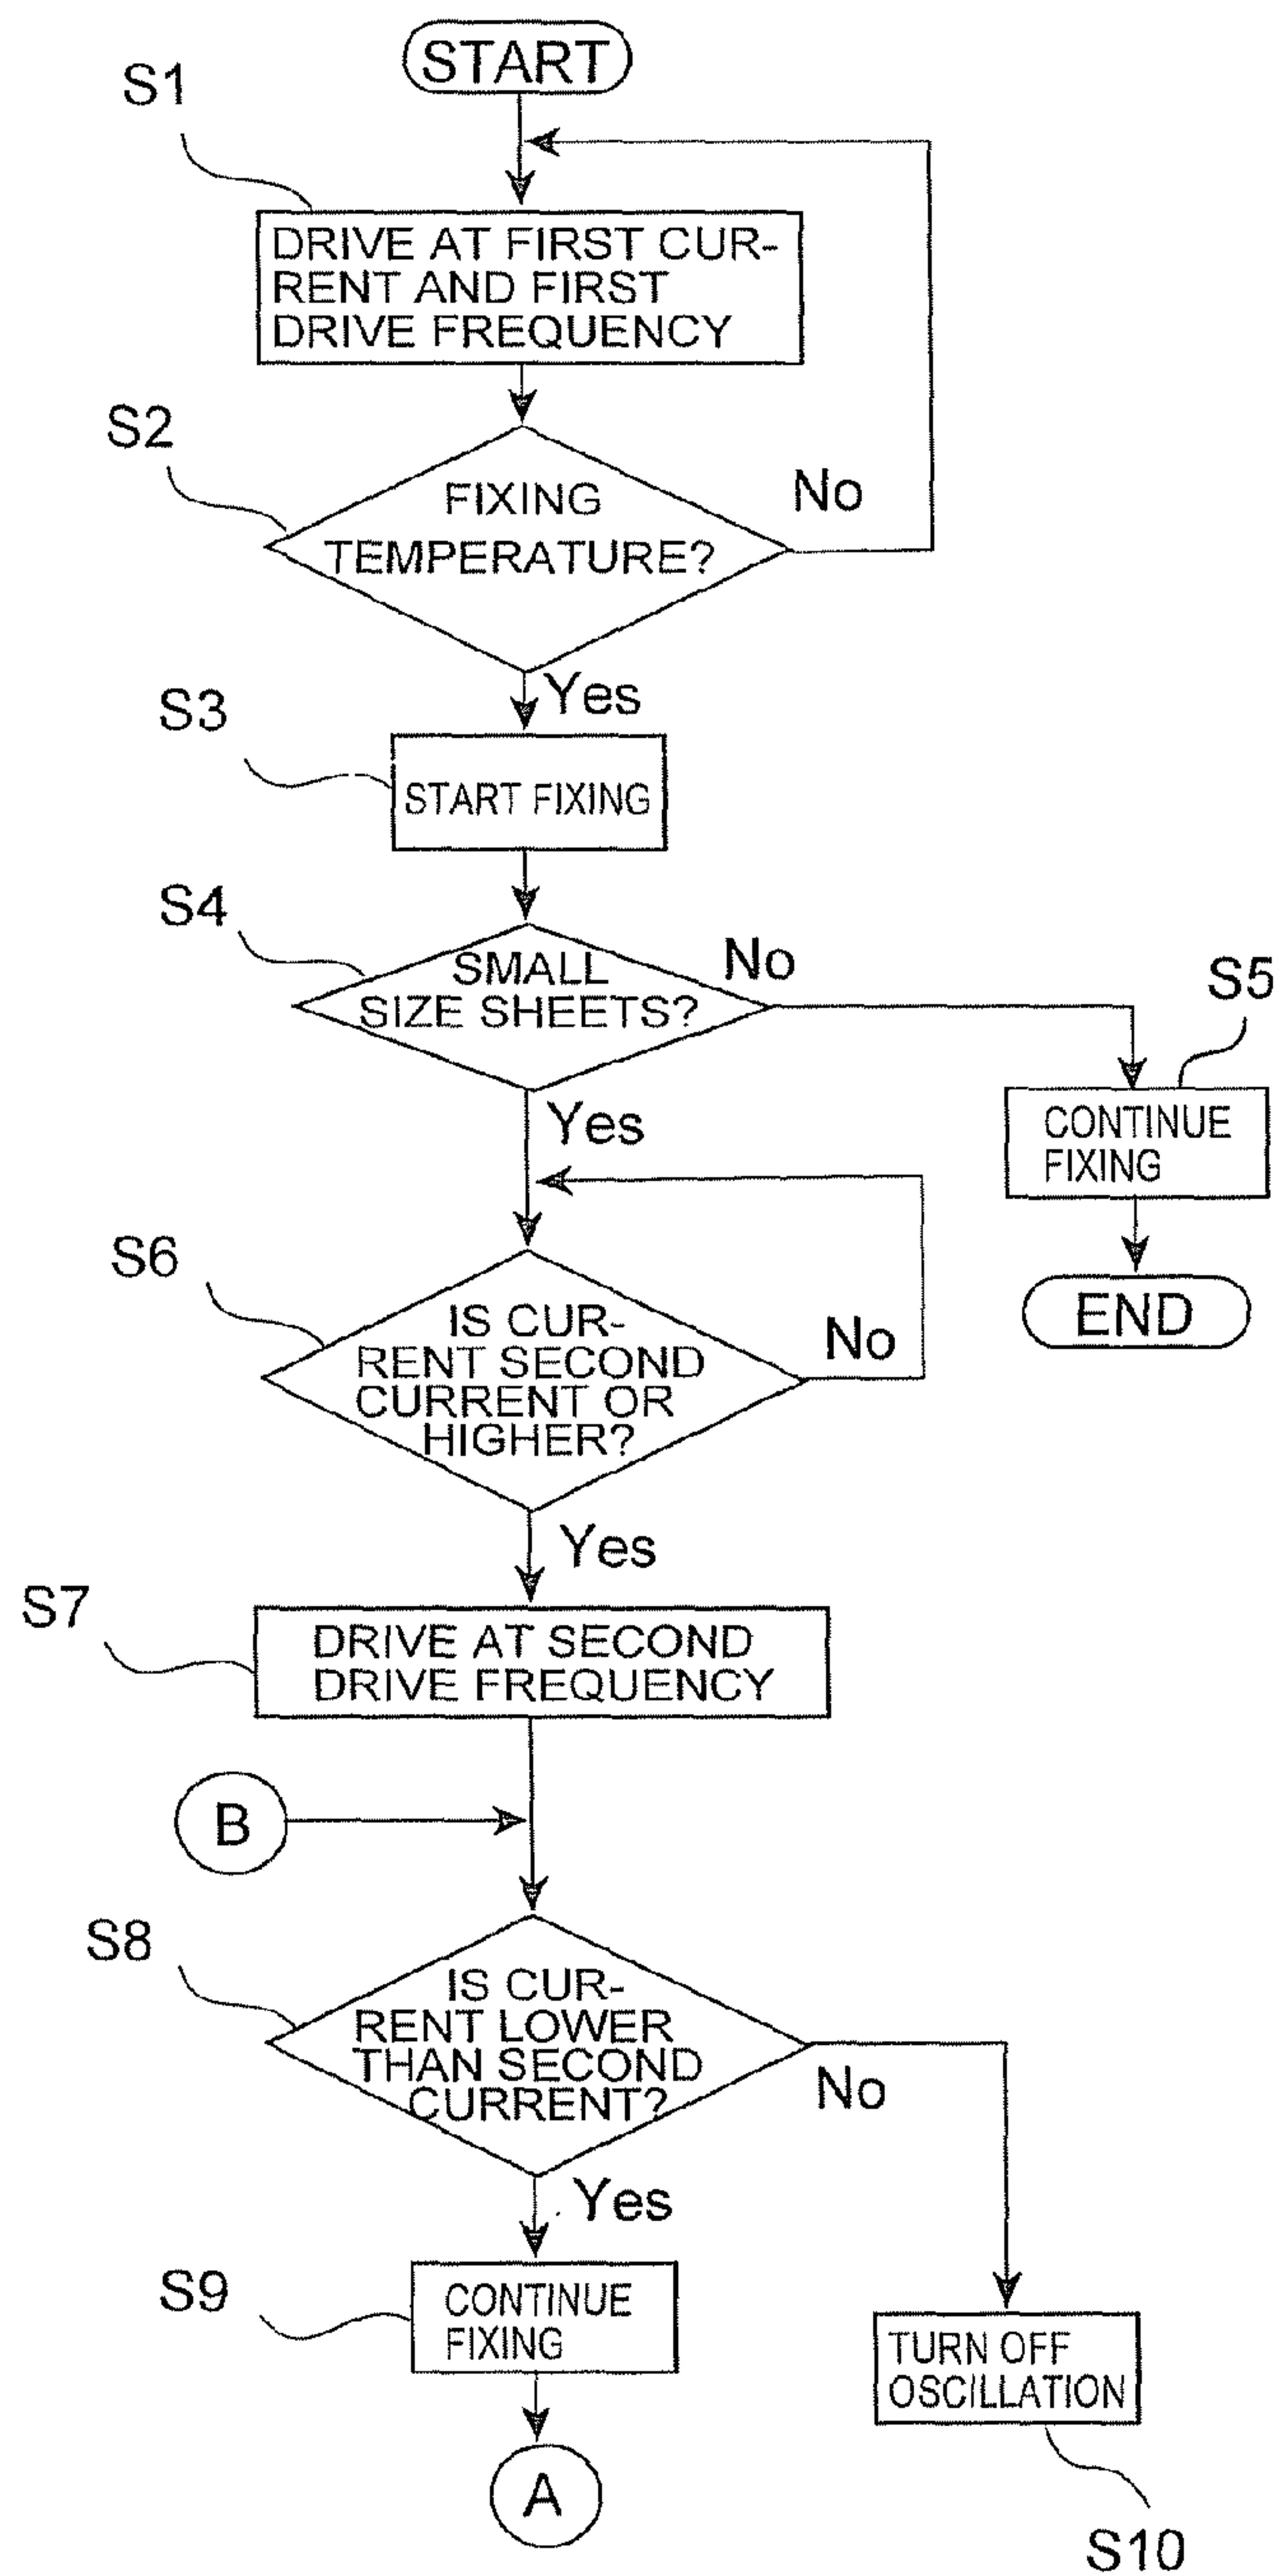 START
S1
DRIVE AT FIRST CUR-
RENT AND FIRST
DRIVE FREQUENCY
S2
FIXING
TEMPERATURE?
No
Yes
S3
START FIXING
S4
SMALL
SIZE SHEETS?
No
S5
Yes
CONTINUE
FIXING
END
S6
IS CUR-
RENT SECOND
CURRENT OR
HIGHER?
No
Yes
S7
DRIVE AT SECOND
DRIVE FREQUENCY
B
S8
IS CUR-
RENT LOWER
THAN SECOND
CURRENT?
No
Yes
S9
CONTINUE
FIXING
TURN OFF
OSCILLATION
A
S10